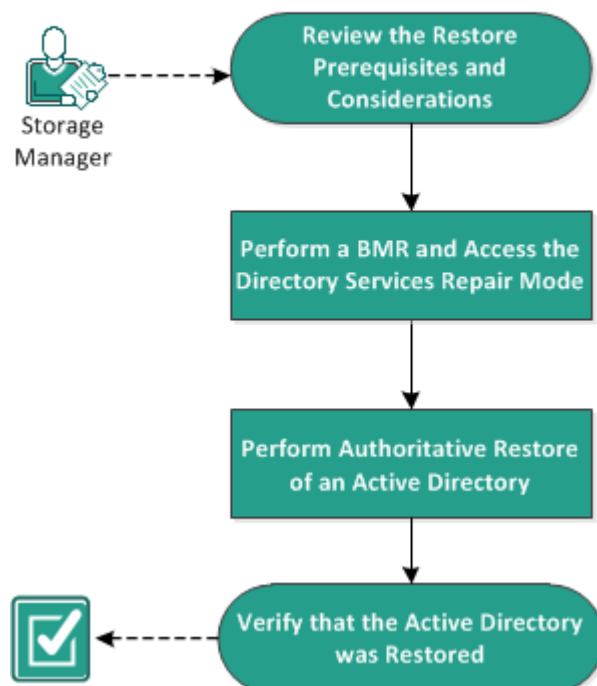 Review the Restore
Prerequisites and
Considerations
Storage
Manager
Perform a BMR and Access the
Directory Services Repair Mode
Perform Authoritative Restore
of an Active Directory
Verify that the Active Directory
was Restored